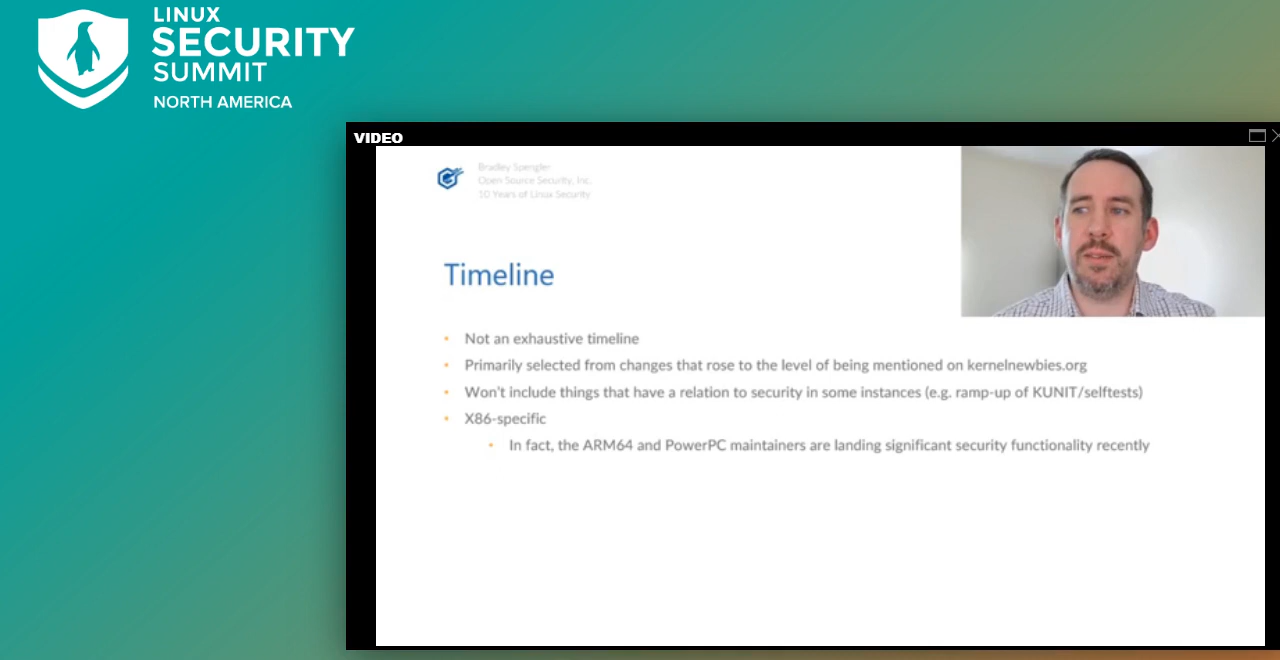 LINUX
SECURITY
SUMMIT
NORTH AMERICA
VIDEO
Bradley Spengler
Open Source Security, Inc.
10 Years of Linux Security
Timeline
• Not an exhaustive timeline
• Primarily selected from changes that rose to the level of being mentioned on kernelnewbies.org
• Won't include things that have a relation to security in some instances (e.g. ramp-up of KUNIT/selftests)
• X86-specific
• In fact, the ARM64 and PowerPC maintainers are landing significant security functionality recently